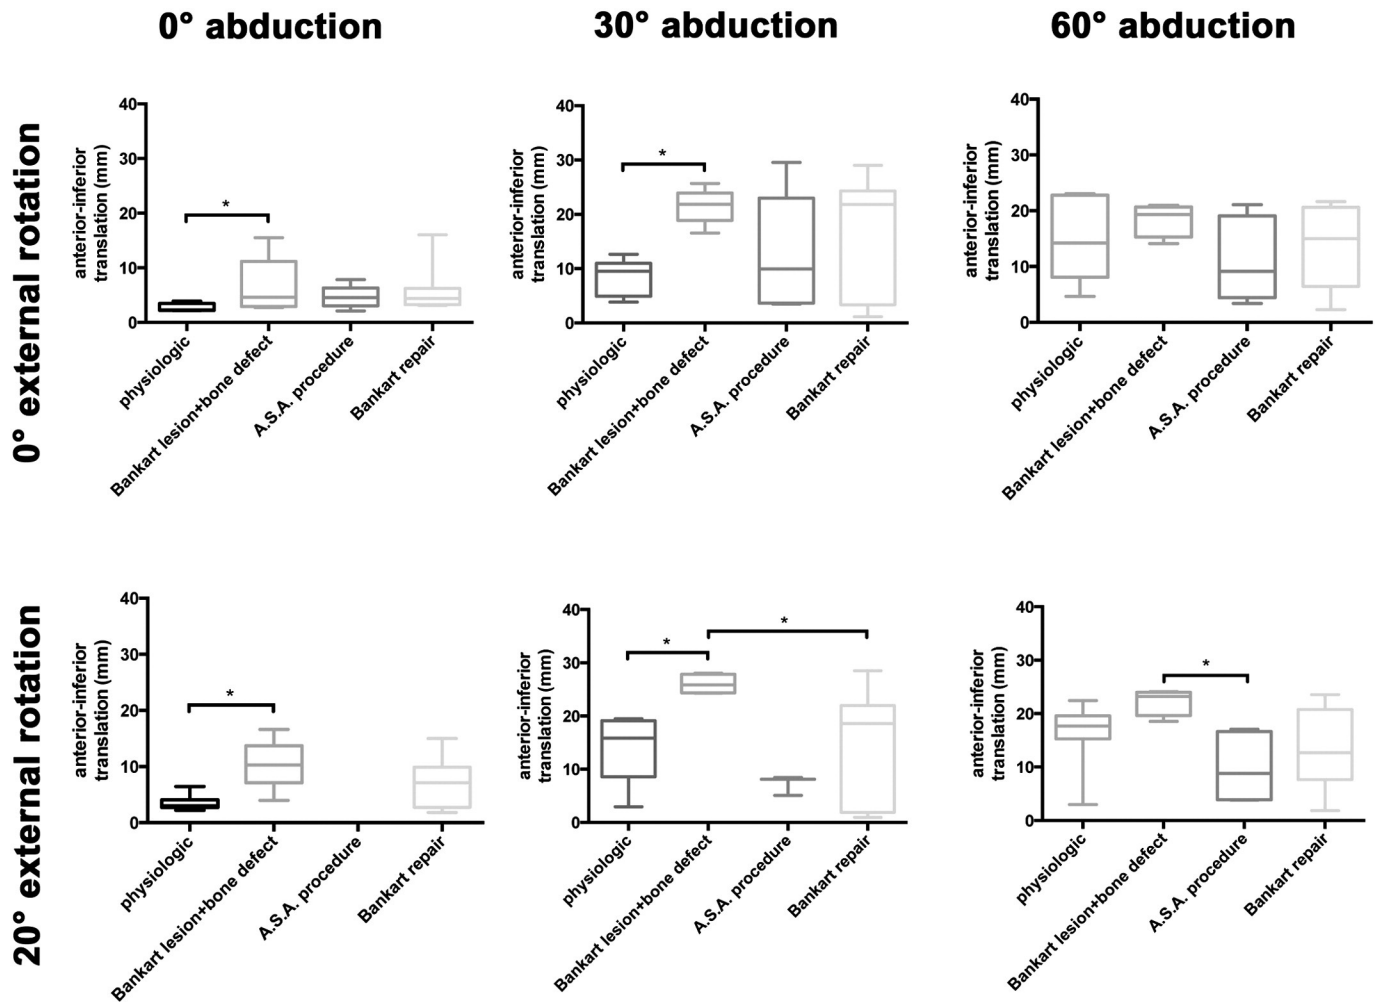 0° abduction
30° abduction
60° abduction
0° external rotation
anterior-inferior
translation (mm)
40
30
20
10
0
*
physiologic
Bankart lesion+bone defect
A.S.A. procedure
Bankart repair
anterior-inferior
translation (mm)
40
30
20
10
0
*
physiologic
Bankart lesion+bone defect
A.S.A. procedure
Bankart repair
anterior-inferior
translation (mm)
40
30
20
10
0
physiologic
Bankart lesion+bone defect
A.S.A. procedure
Bankart repair
20° external rotation
anterior-inferior
translation (mm)
40
30
20
10
0
*
physiologic
Bankart lesion+bone defect
A.S.A. procedure
Bankart repair
anterior-inferior
translation (mm)
40
30
20
10
0
*
*
physiologic
Bankart lesion+bone defect
A.S.A. procedure
Bankart repair
anterior-inferior
translation (mm)
40
30
20
10
0
*
physiologic
Bankart lesion+bone defect
A.S.A. procedure
Bankart repair